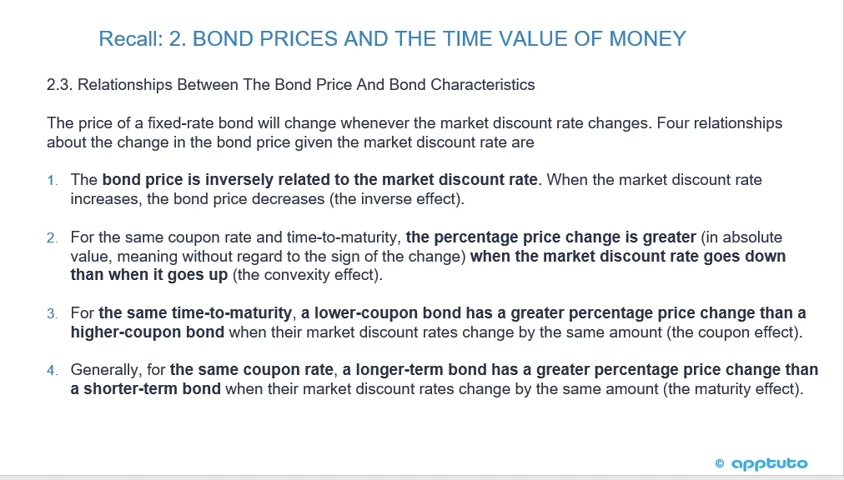 Recall: 2. BOND PRICES AND THE TIME VALUE OF MONEY
2.3. Relationships Between The Bond Price And Bond Characteristics
The price of a fixed-rate bond will change whenever the market discount rate changes. Four relationships
about the change in the bond price given the market discount rate are
1. The bond price is inversely related to the market discount rate. When the market discount rate
increases, the bond price decreases (the inverse effect).
2. For the same coupon rate and time-to-maturity, the percentage price change is greater (in absolute
value, meaning without regard to the sign of the change) when the market discount rate goes down
than when it goes up (the convexity effect).
3. For the same time-to-maturity, a lower-coupon bond has a greater percentage price change than a
higher-coupon bond when their market discount rates change by the same amount (the coupon effect).
4. Generally, for the same coupon rate, a longer-term bond has a greater percentage price change than
a shorter-term bond when their market discount rates change by the same amount (the maturity effect).
© apptuto